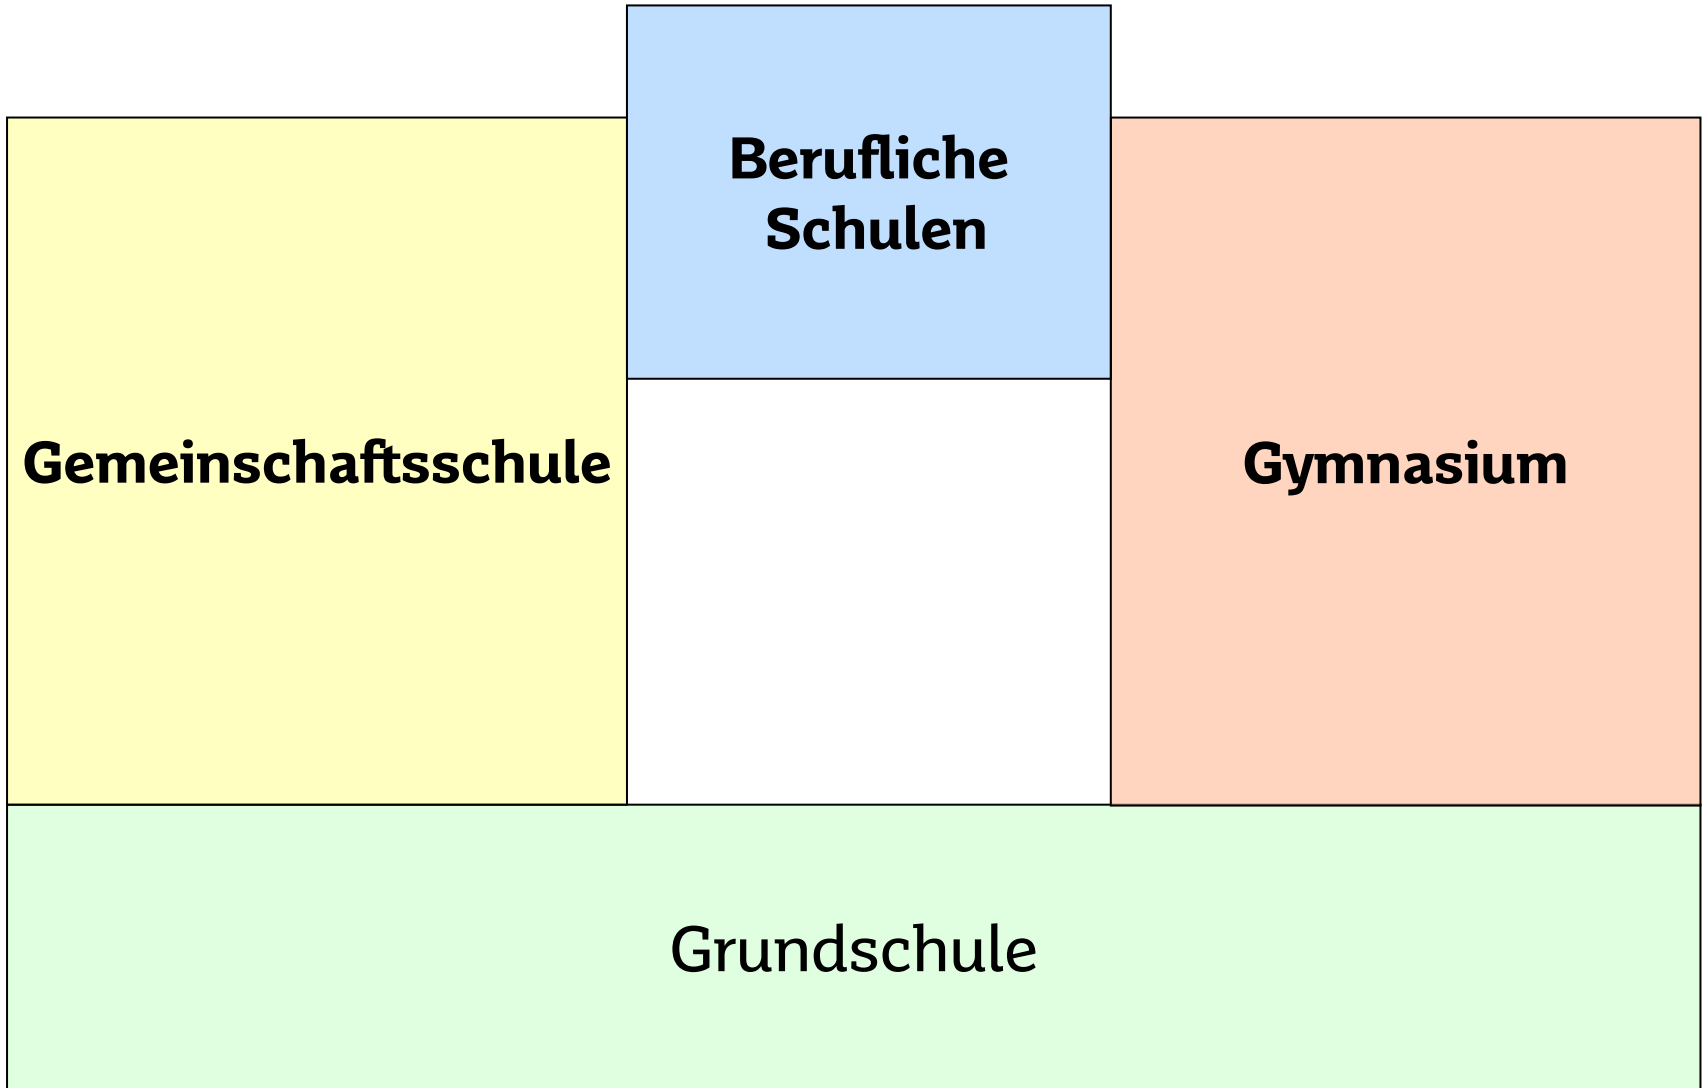 Berufliche
Schulen
Gemeinschaftsschule
Gymnasium
Grundschule